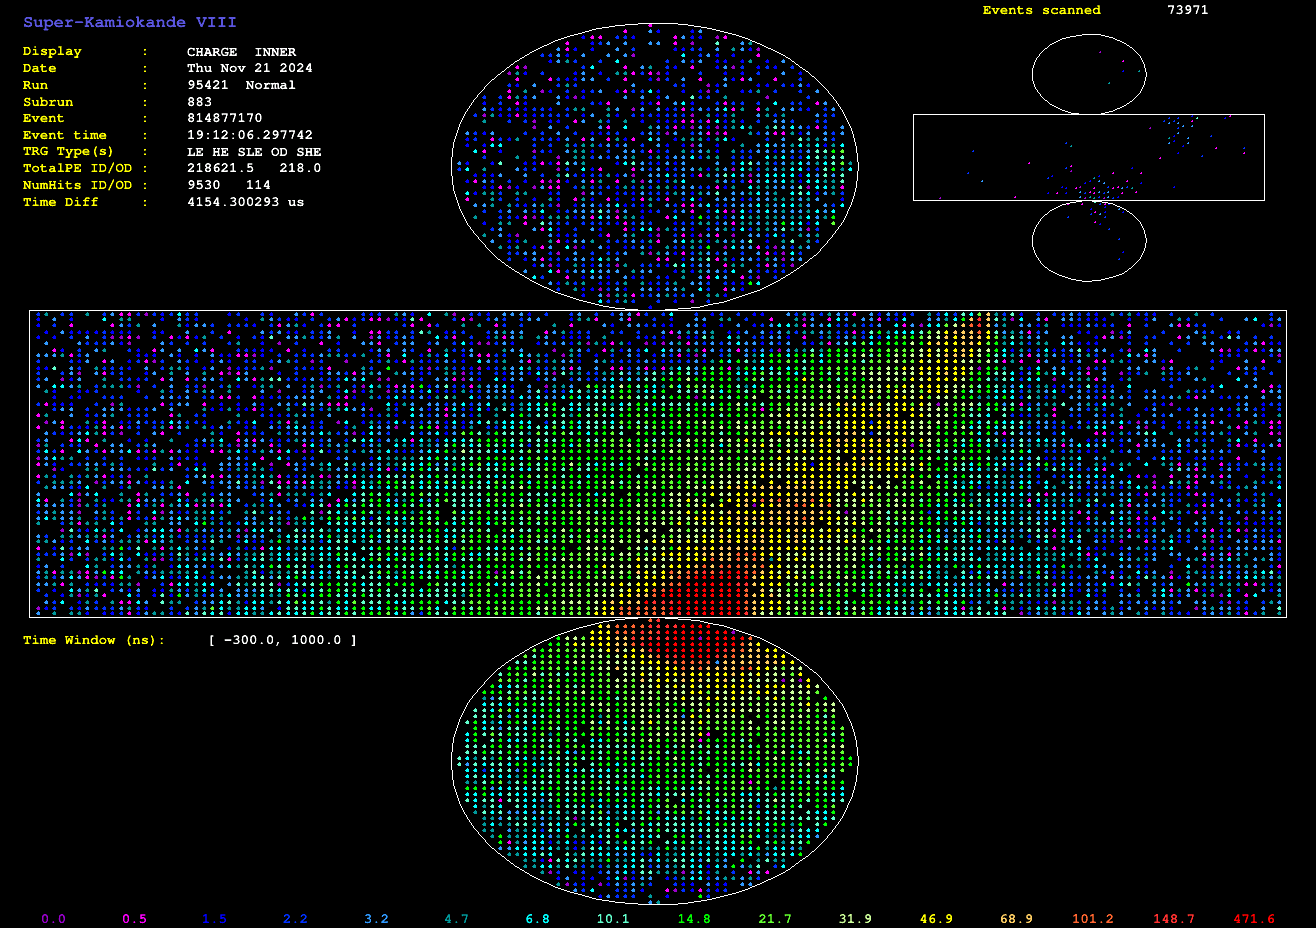 Super-Kamiokande VIII
Events scanned 73971
Display : CHARGE INNER
Date : Thu Nov 21 2024
Run : 95421 Normal
Subrun : 883
Event : 814877170
Event time : 19:12:06.297742
TRG Type(s) : LE HE SLE OD SHE
TotalPE ID/OD : 218621.5 218.0
NumHits ID/OD : 9530 114
Time Diff : 4154.300293 us
Time Window (ns): [ -300.0, 1000.0 ]
0.0 0.5 1.5 2.2 3.2 4.7 6.8 10.1 14.8 21.7 31.9 46.9 68.9 101.2 148.7 471.6